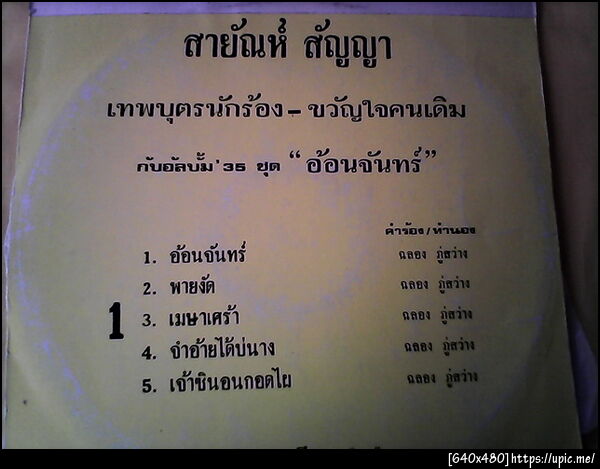 สายัณห์ สัญญา
เทพบุตรนักร้อง - ขวัญใจคนเดิม
กับอัลบั้ม '35 ชุด “ อ้อนจันทร์”
คำร้อง/ทำนอง
1. อ้อนจันทร์ ฉลอง ภู่สว่าง
2. พายงัด ฉลอง ภู่สว่าง
1
3. เมษาเศร้า ฉลอง ภู่สว่าง
4. จำอ้ายได้บ่นาง ฉลอง ภู่สว่าง
5. เจ้าซินอนกอดไผ ฉลอง ภู่สว่าง
[640x480]https://upic.me/